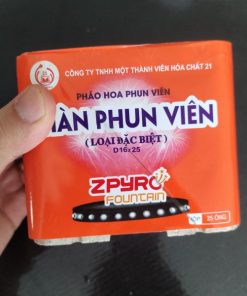 CÔNG TY TNHH MỘT THÀNH VIÊN HÓA CHẤT 21
PHÁO HOA PHUN VIÊN
GIÀN PHUN VIÊN
(LOẠI ĐẶC BIỆT)
D16x25
ZPYRO
FOUNTAIN
25 ỐNG